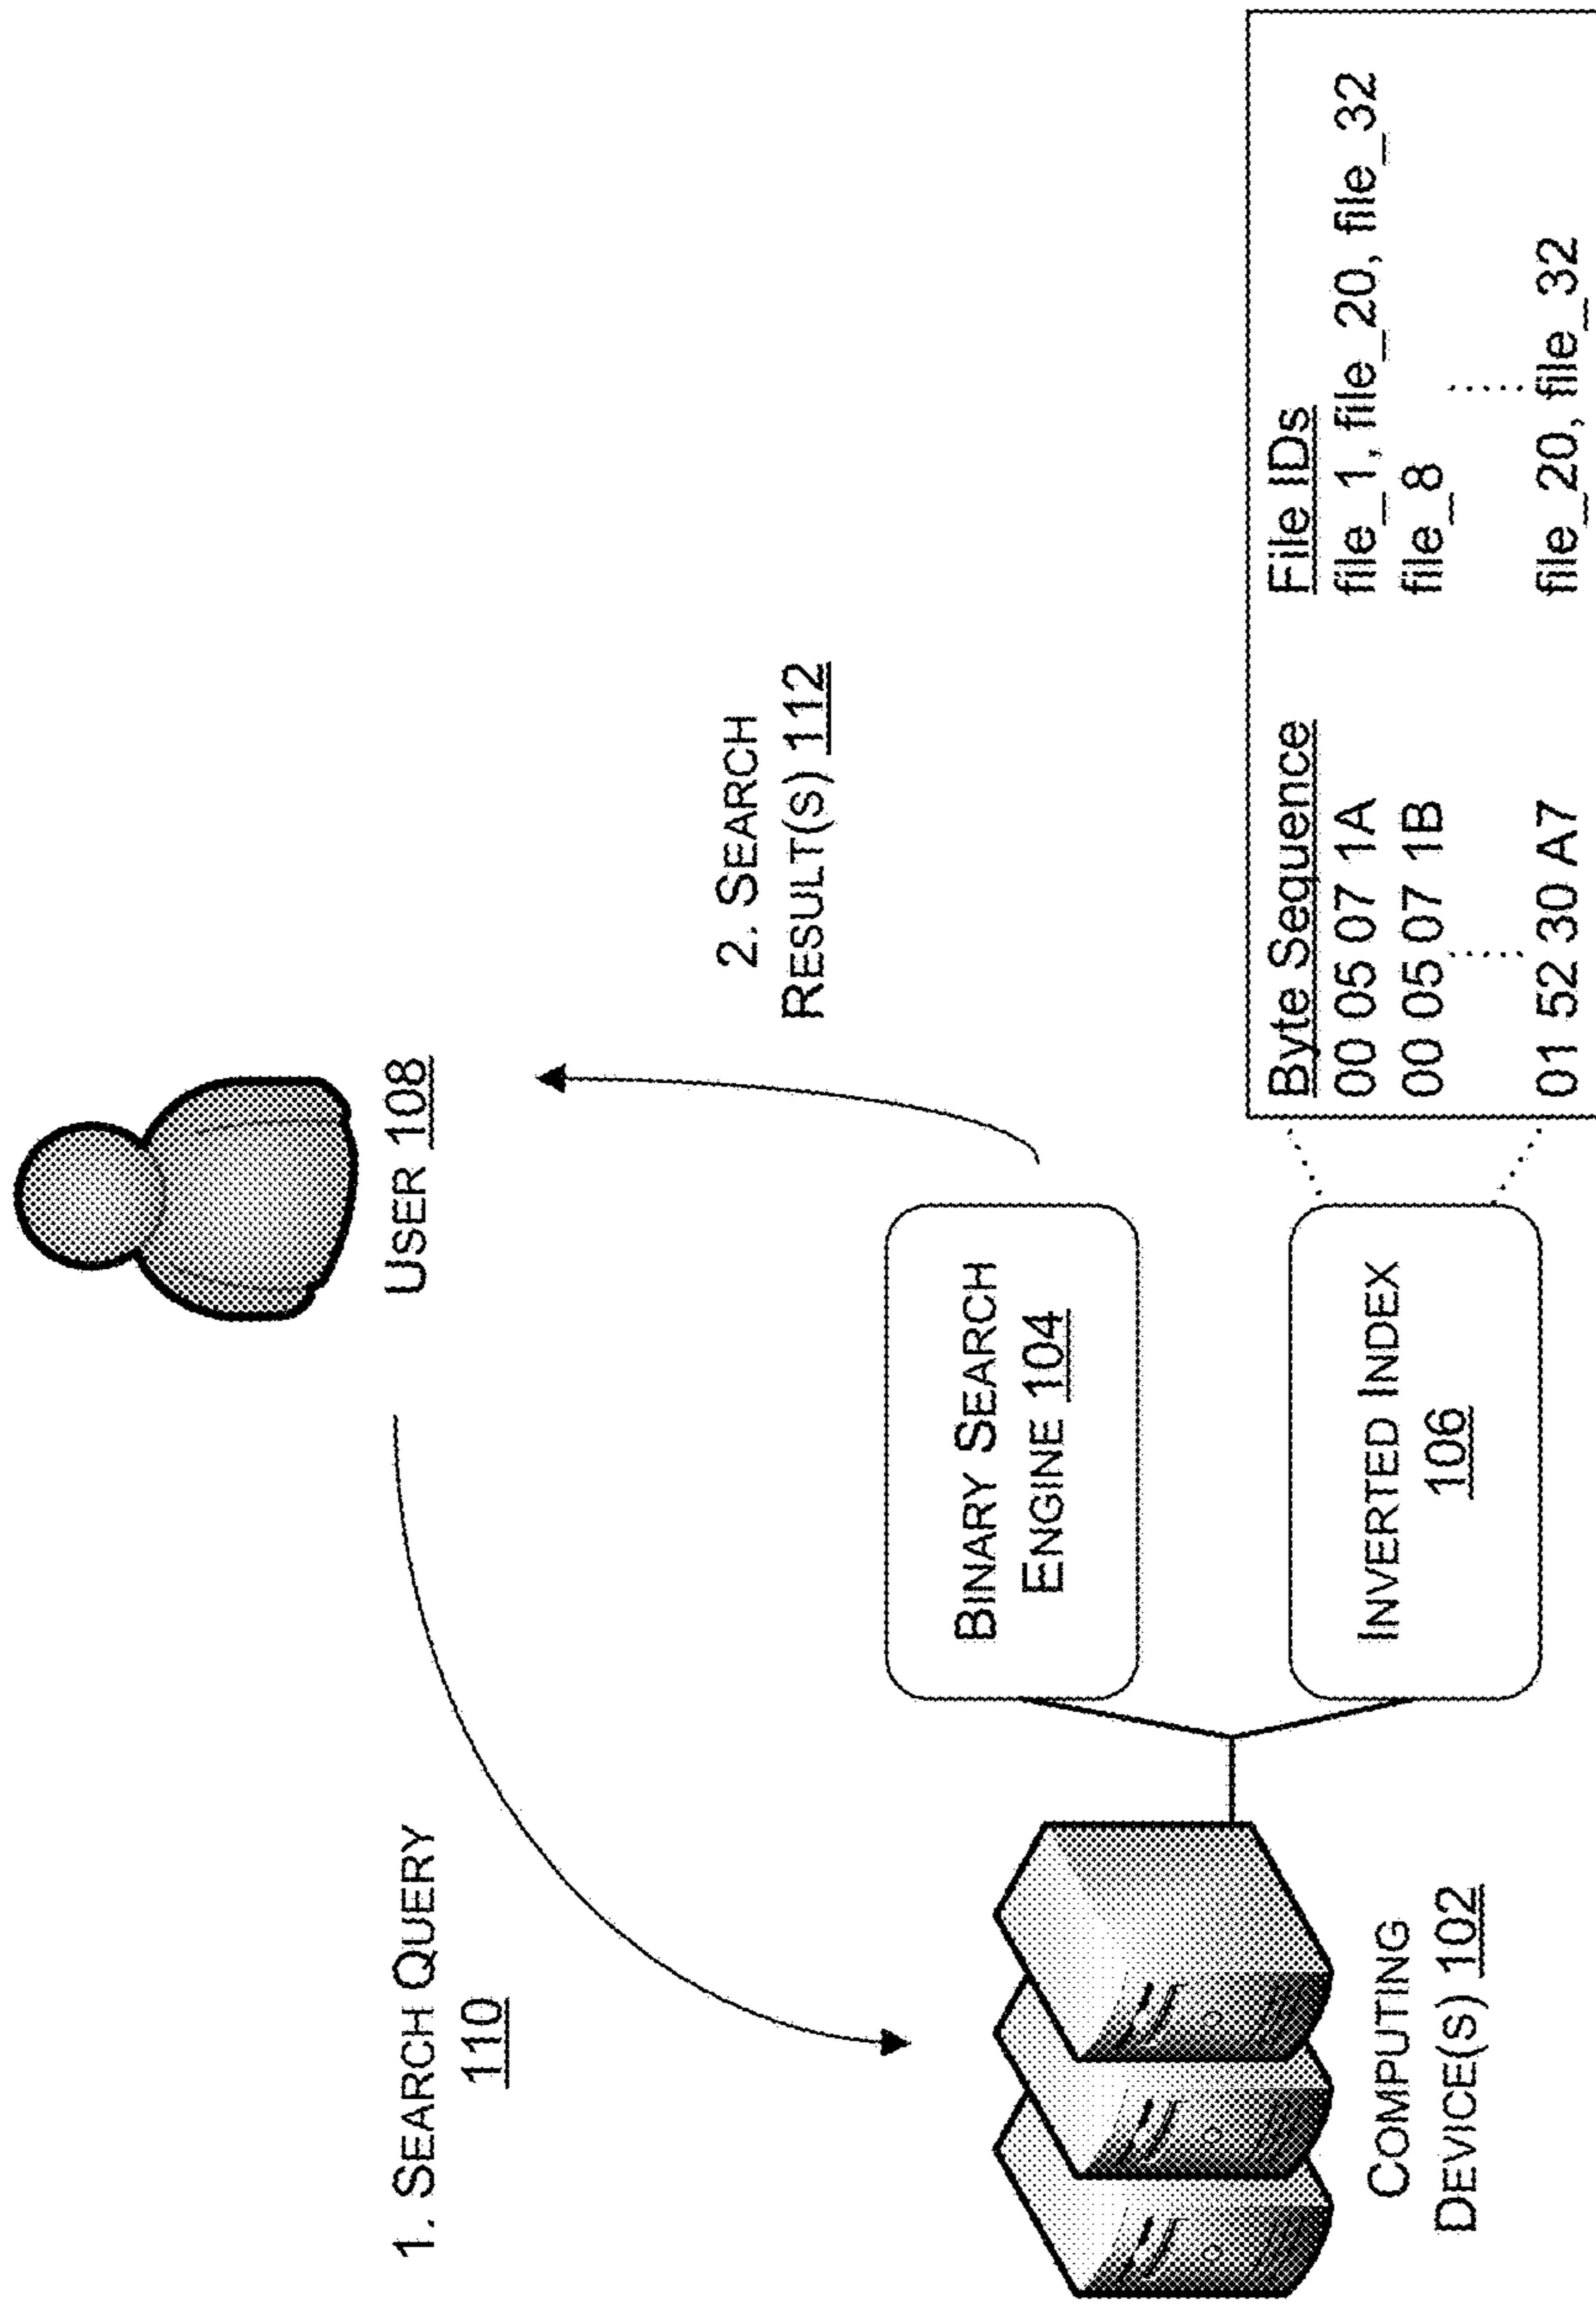 USER 108
1. SEARCH QUERY
110
2. SEARCH
RESULT(S) 112
BINARY SEARCH
ENGINE 104
INVERTED INDEX
106
COMPUTING
DEVICE(S) 102
Byte Sequence File IDs
00 05 07 1A file_1, file_20, file_32
00 05 07 1B file_8
01 52 30 A7 file_20, file_32